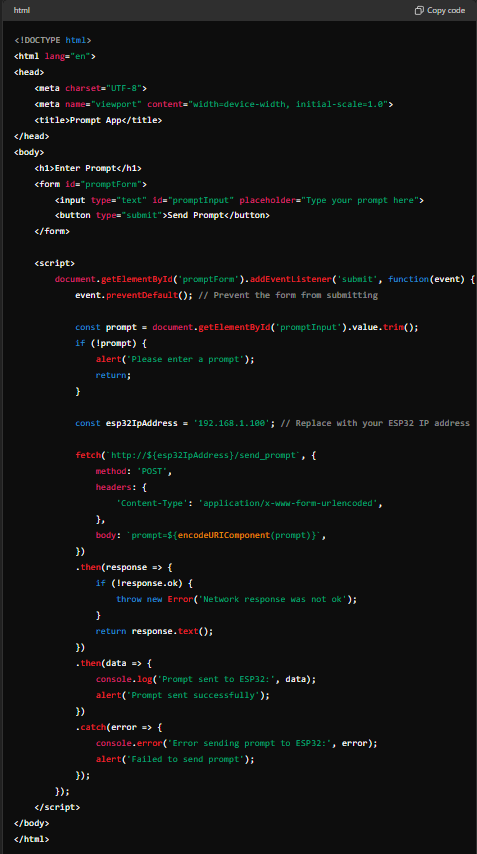 html
Copy code
<!DOCTYPE html>
<html lang="en">
<head>
    <meta charset="UTF-8">
    <meta name="viewport" content="width=device-width, initial-scale=1.0">
    <title>Prompt App</title>
</head>
<body>
    <h1>Enter Prompt</h1>
    <form id="promptForm">
        <input type="text" id="promptInput" placeholder="Type your prompt here">
        <button type="submit">Send Prompt</button>
    </form>

    <script>
        document.getElementById('promptForm').addEventListener('submit', function(event) {
            event.preventDefault(); // Prevent the form from submitting

            const prompt = document.getElementById('promptInput').value.trim();
            if (!prompt) {
                alert('Please enter a prompt');
                return;
            }

            const esp32IpAddress = '192.168.1.100'; // Replace with your ESP32 IP address

            fetch(`http://${esp32IpAddress}/send_prompt`, {
                method: 'POST',
                headers: {
                    'Content-Type': 'application/x-www-form-urlencoded',
                },
                body: `prompt=${encodeURIComponent(prompt)}`,
            })
            .then(response => {
                if (!response.ok) {
                    throw new Error('Network response was not ok');
                }
                return response.text();
            })
            .then(data => {
                console.log('Prompt sent to ESP32:', data);
                alert('Prompt sent successfully');
            })
            .catch(error => {
                console.error('Error sending prompt to ESP32:', error);
                alert('Failed to send prompt');
            });
        });
    </script>
</body>
</html>